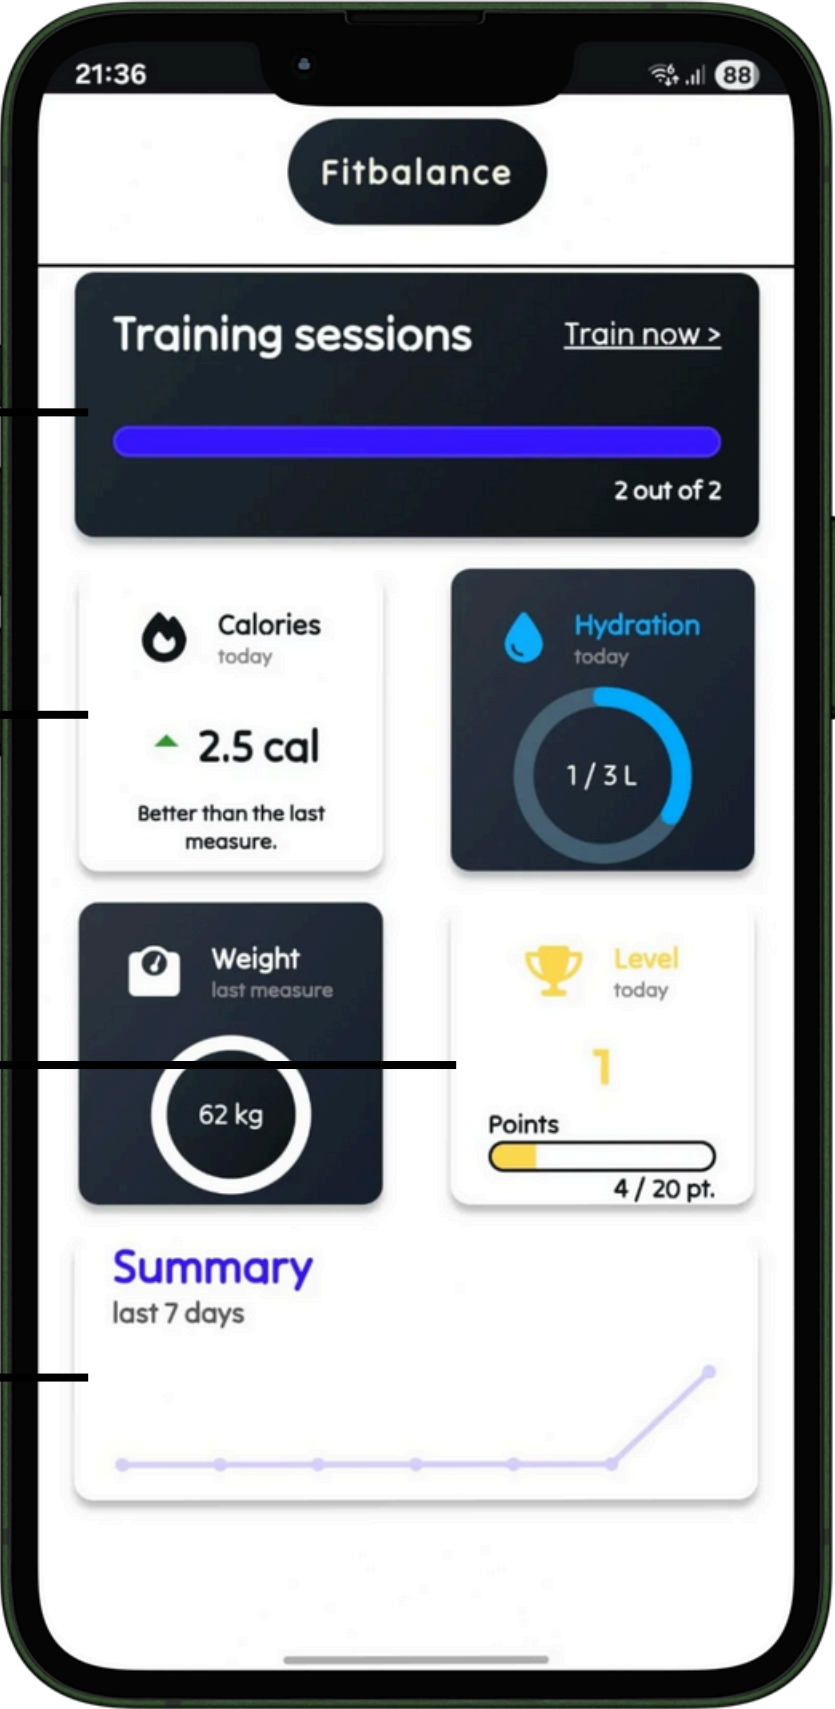 21:36
88
Fitbalance
Training sessions
Train now >
2 out of 2
Calories
today
2.5 cal
Better than the last
measure.
Hydration
today
1 / 3 L
Weight
last measure
62 kg
Level
today
1
Points
4 / 20 pt.
Summary
last 7 days